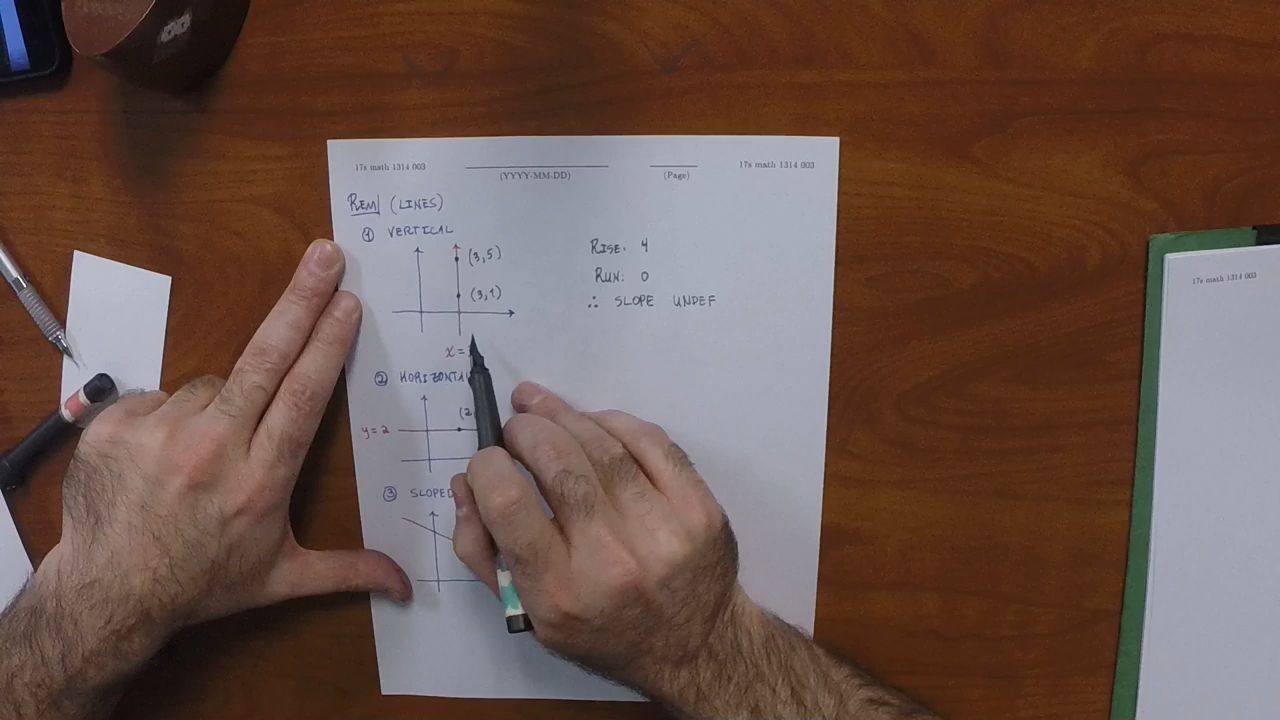 17s math 1314 003 (YYYY-MM-DD) (Page) 17s math 1314 003
REM (LINES)
① VERTICAL
(3,5)
(3,1)
x =
RISE: 4
RUN: 0
∴ SLOPE UNDEF
② HORIZONTA
(2,
y = 2
③ SLOPED
17s math 1314 003